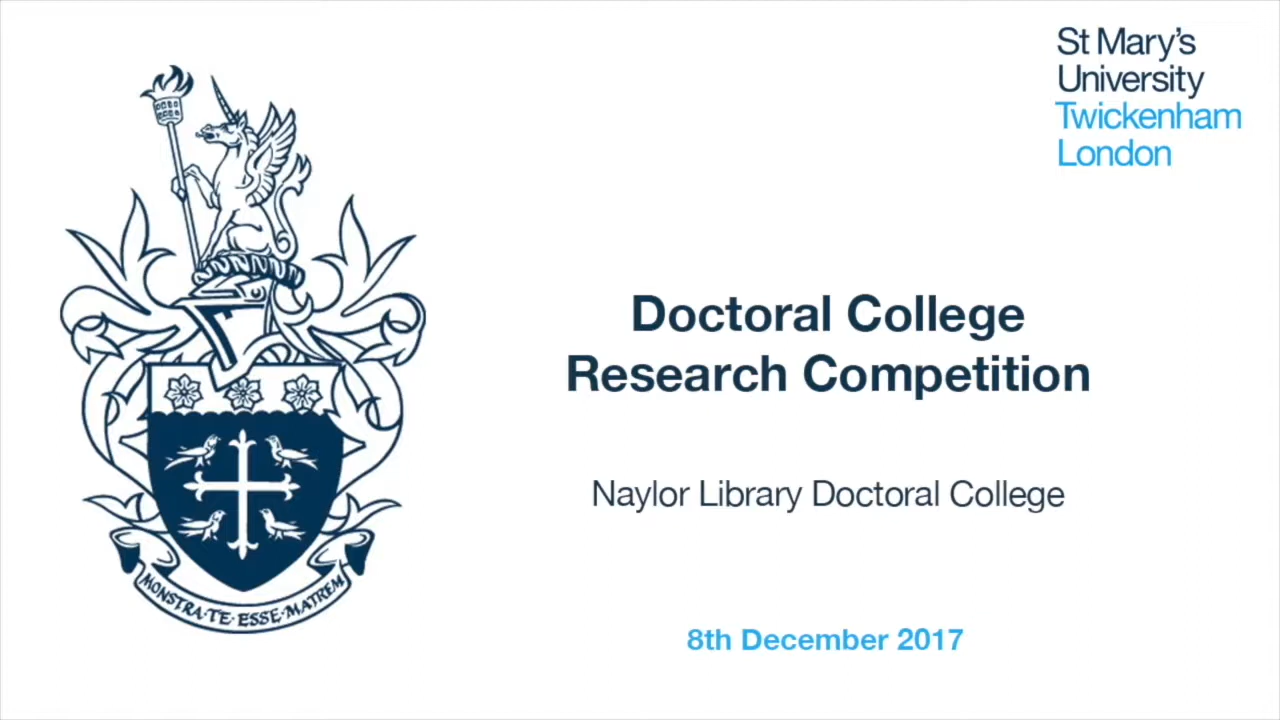 St Mary's
University
Twickenham
London
Doctoral College
Research Competition
Naylor Library Doctoral College
8th December 2017
MONSTRA·TE·ESSE·MATREM